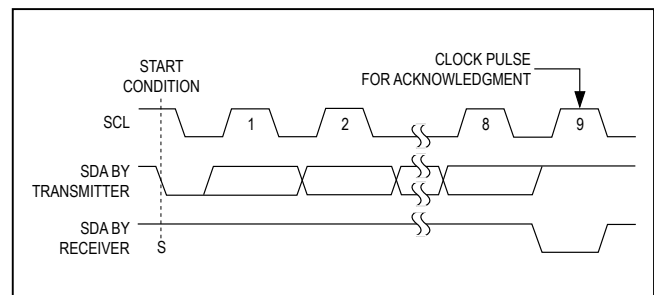 START
CONDITION
CLOCK PULSE
FOR ACKNOWLEDGMENT
SCL
1
2
8
9
SDA BY
TRANSMITTER
SDA BY
RECEIVER
S